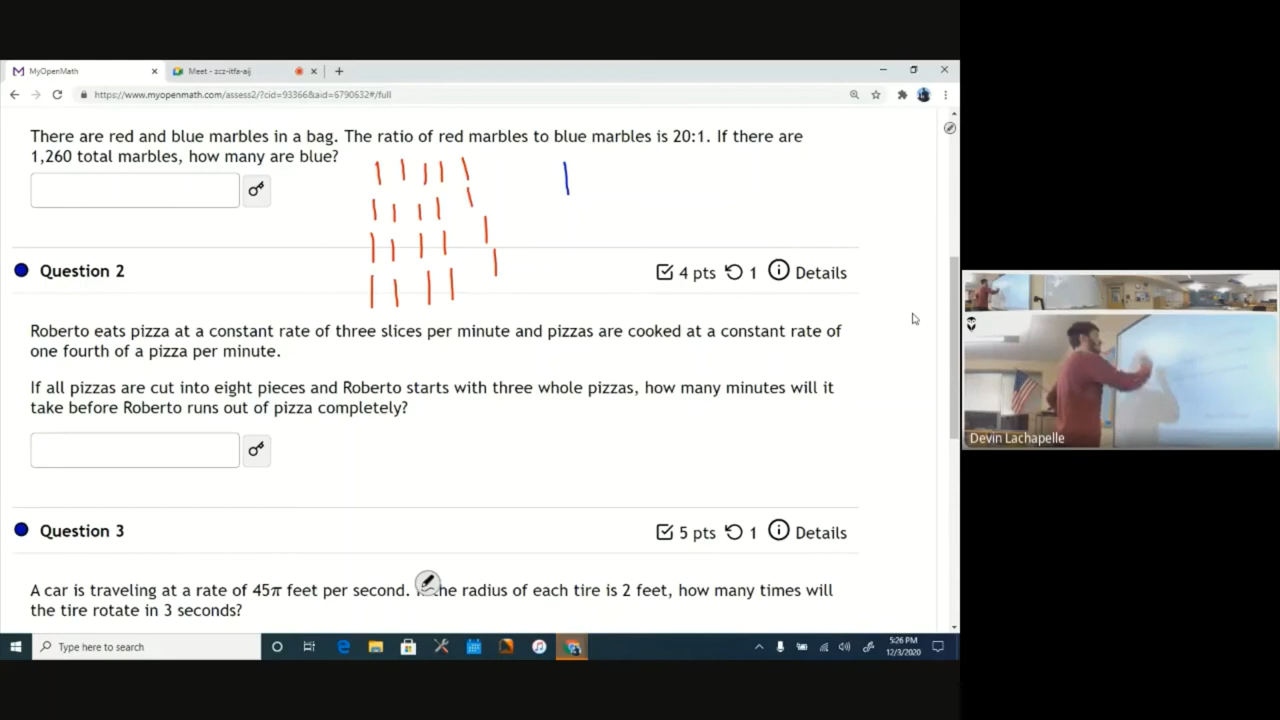 MyOpenMath
Meet - zcz-itfa-aij
https://www.myopenmath.com/assess2/?cid=93366&aid=6790632#/full
There are red and blue marbles in a bag. The ratio of red marbles to blue marbles is 20:1. If there are
1,260 total marbles, how many are blue?
Question 2
4 pts
1
Details
Roberto eats pizza at a constant rate of three slices per minute and pizzas are cooked at a constant rate of
one fourth of a pizza per minute.
If all pizzas are cut into eight pieces and Roberto starts with three whole pizzas, how many minutes will it
take before Roberto runs out of pizza completely?
Question 3
5 pts
1
Details
A car is traveling at a rate of 45π feet per second. the radius of each tire is 2 feet, how many times will
the tire rotate in 3 seconds?
Type here to search
5:26 PM
12/3/2020
Devin Lachapelle